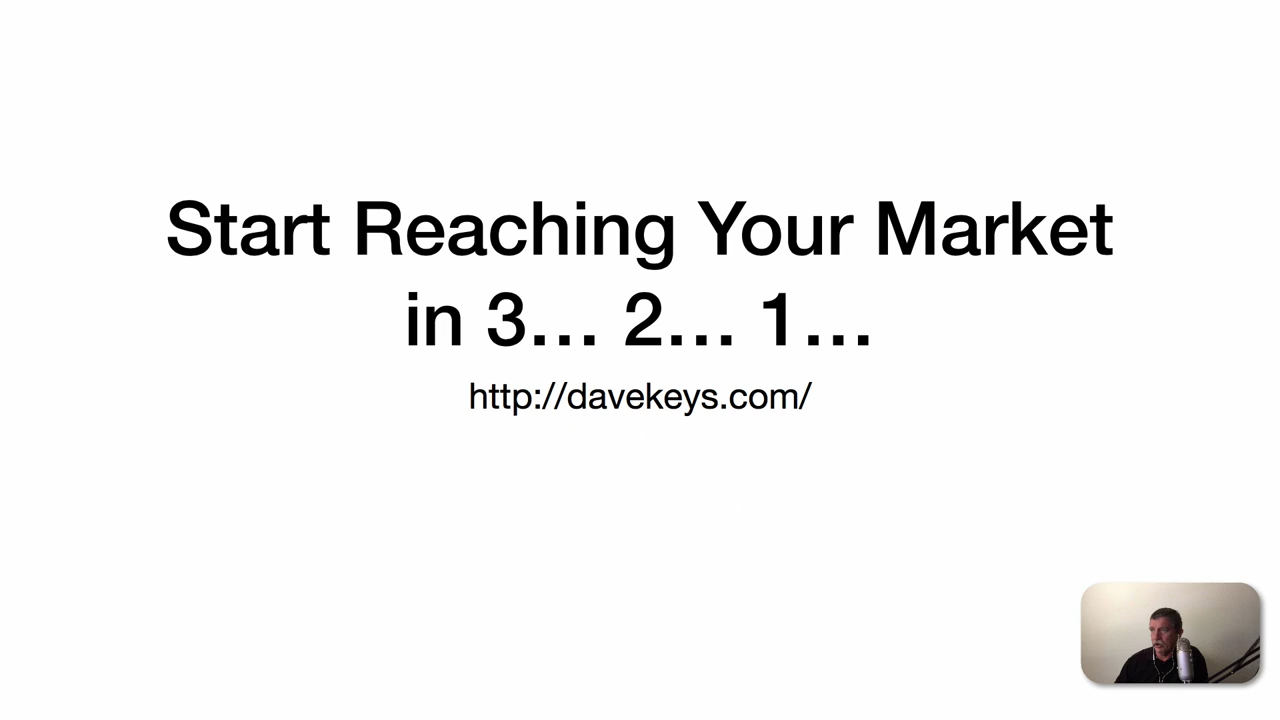 Start Reaching Your Market
in 3… 2… 1…
http://davekeys.com/